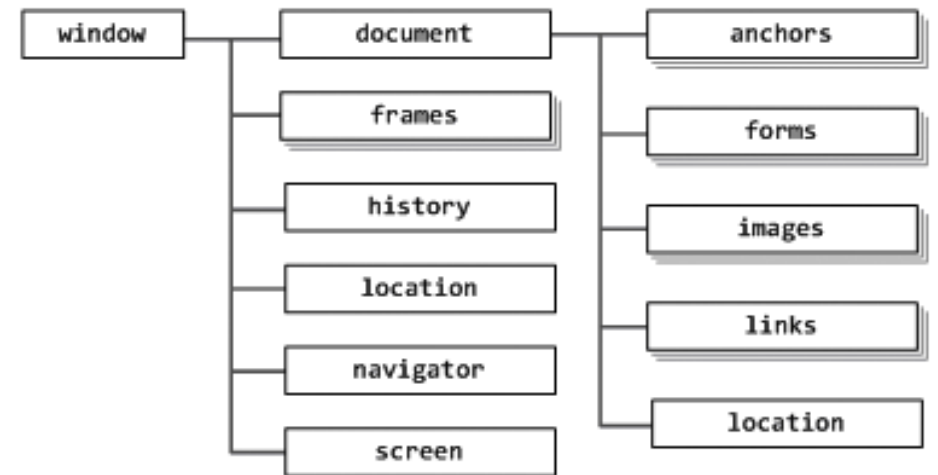 window
document
frames
history
location
navigator
screen
anchors
forms
images
links
location